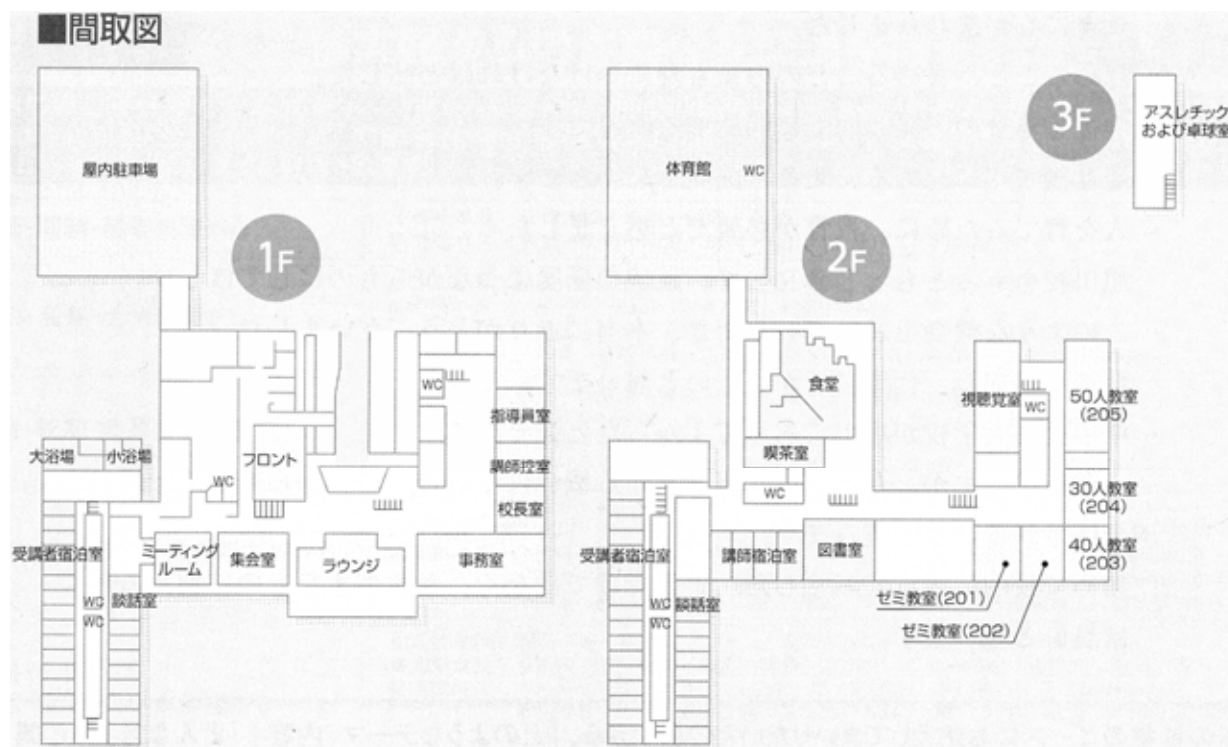 ■間取図
屋内駐車場
1F
WC
指導員室
大浴場
小浴場
フロント
講師控室
WC
校長室
受講者宿泊室
ミーティング
ルーム
集会室
ラウンジ
事務室
談話室
WC
WC
体育館
WC
2F
食堂
視聴覚室
WC
50人教室
(205)
喫茶室
WC
30人教室
(204)
受講者宿泊室
講師宿泊室
図書室
40人教室
(203)
談話室
WC
WC
ゼミ教室(201)
ゼミ教室(202)
3F
アスレチック
および卓球室